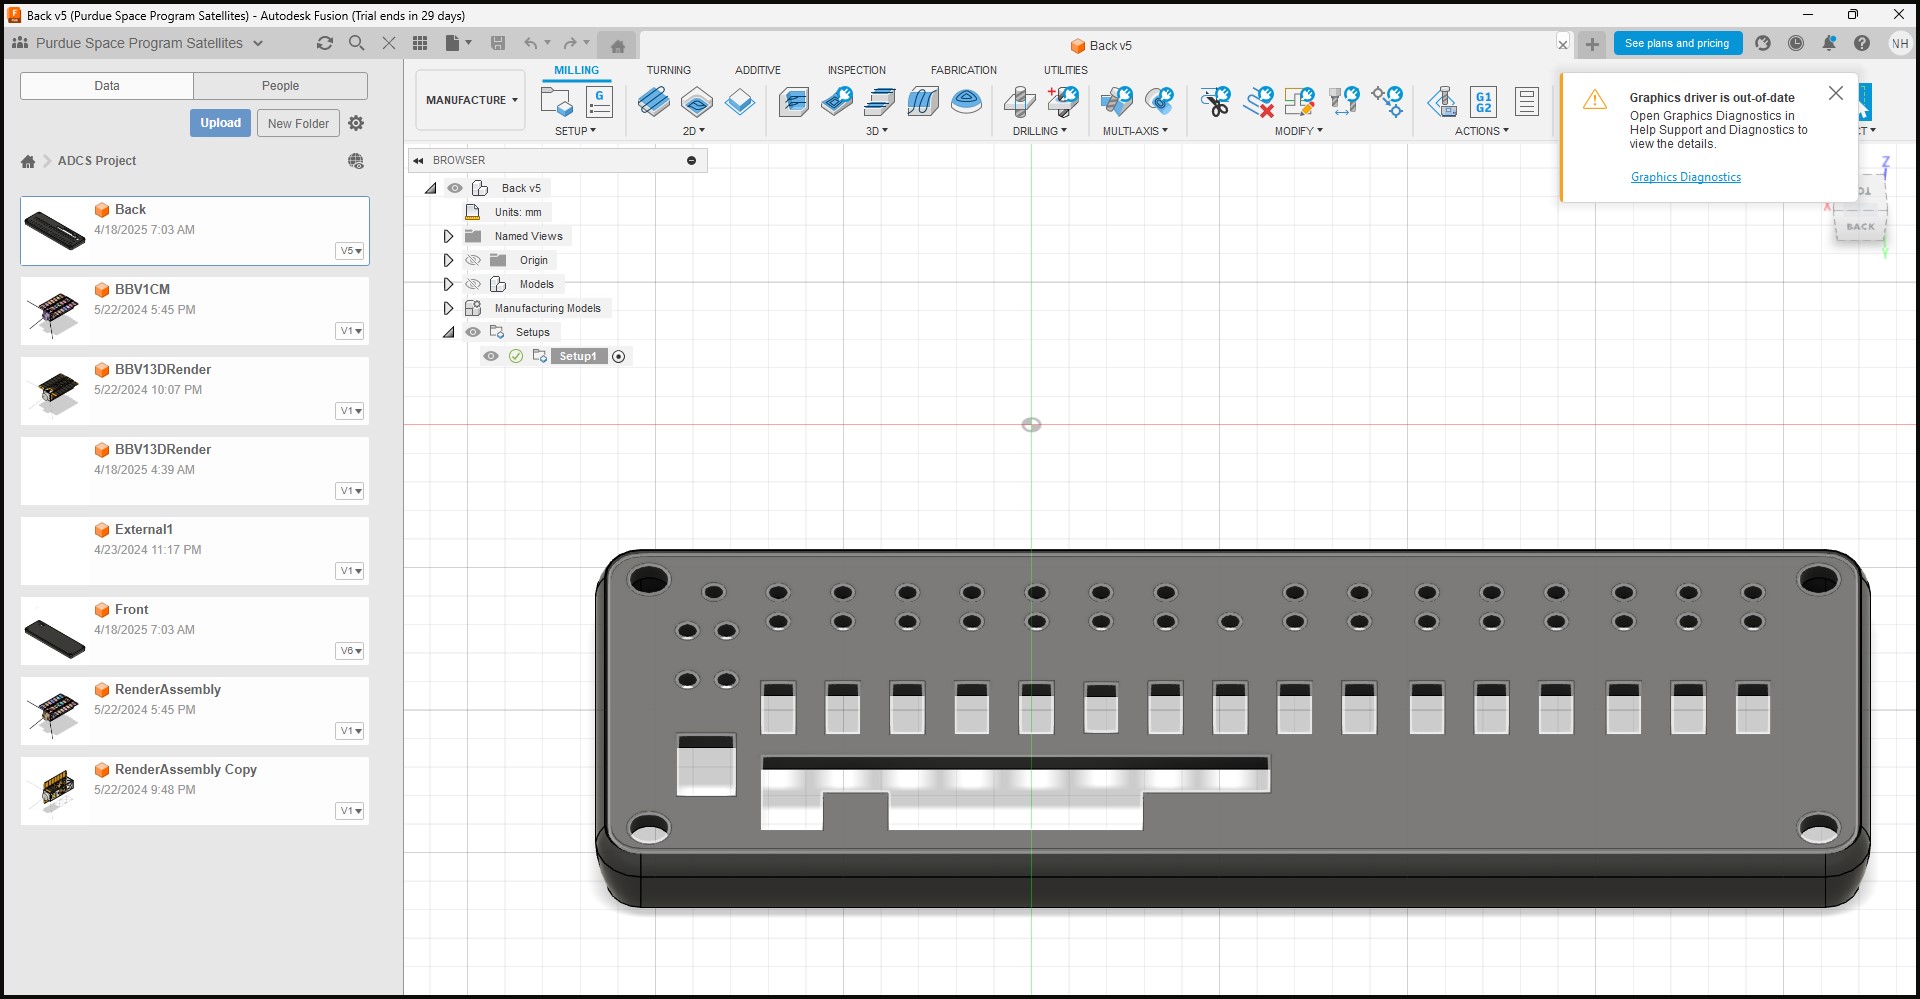 Back v5 (Purdue Space Program Satellites) - Autodesk Fusion (Trial ends in 29 days)
Purdue Space Program Satellites
Back v5
See plans and pricing
NH
Data
People
Upload
New Folder
ADCS Project
Back
4/18/2025 7:03 AM
V5
BBV1CM
5/22/2024 5:45 PM
V1
BBV13DRender
5/22/2024 10:07 PM
V1
BBV13DRender
4/18/2025 4:39 AM
V1
External1
4/23/2024 11:17 PM
V1
Front
4/18/2025 7:03 AM
V6
RenderAssembly
5/22/2024 5:45 PM
V1
RenderAssembly Copy
5/22/2024 9:48 PM
V1
MANUFACTURE
MILLING
TURNING
ADDITIVE
INSPECTION
FABRICATION
UTILITIES
G
G1
G2
SETUP
2D
3D
DRILLING
MULTI-AXIS
MODIFY
ACTIONS
CT
Graphics driver is out-of-date
Open Graphics Diagnostics in
Help Support and Diagnostics to
view the details.
Graphics Diagnostics
BROWSER
Back v5
Units: mm
Named Views
Origin
Models
Manufacturing Models
Setups
Setup1
Z
X
BACK
Y